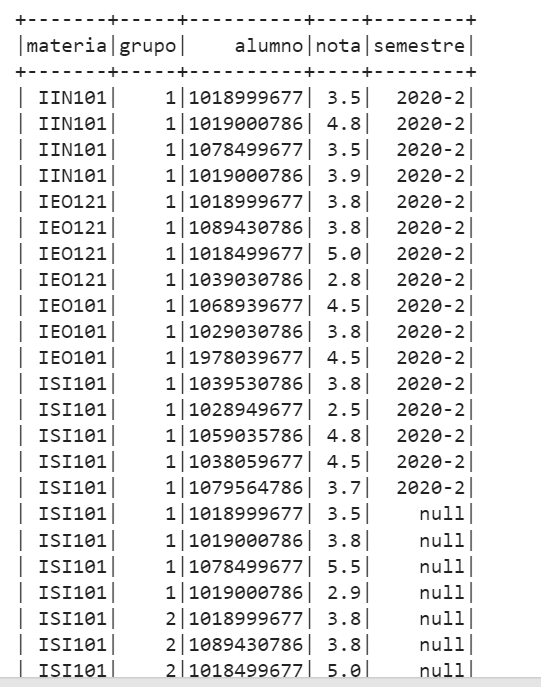 +-------+-----+----------+----+--------+
|materia|grupo|    alumno|nota|semestre|
+-------+-----+----------+----+--------+
| IIN101|    1|1018999677| 3.5|  2020-2|
| IIN101|    1|1019000786| 4.8|  2020-2|
| IIN101|    1|1078499677| 3.5|  2020-2|
| IIN101|    1|1019000786| 3.9|  2020-2|
| IEO121|    1|1018999677| 3.8|  2020-2|
| IEO121|    1|1089430786| 3.8|  2020-2|
| IEO121|    1|1018499677| 5.0|  2020-2|
| IEO121|    1|1039030786| 2.8|  2020-2|
| IEO101|    1|1068939677| 4.5|  2020-2|
| IEO101|    1|1029030786| 3.8|  2020-2|
| IEO101|    1|1978039677| 4.5|  2020-2|
| ISI101|    1|1039530786| 3.8|  2020-2|
| ISI101|    1|1028949677| 2.5|  2020-2|
| ISI101|    1|1059035786| 4.8|  2020-2|
| ISI101|    1|1038059677| 4.5|  2020-2|
| ISI101|    1|1079564786| 3.7|  2020-2|
| ISI101|    1|1018999677| 3.5|    null|
| ISI101|    1|1019000786| 3.8|    null|
| ISI101|    1|1078499677| 5.5|    null|
| ISI101|    1|1019000786| 2.9|    null|
| ISI101|    2|1018999677| 3.8|    null|
| ISI101|    2|1089430786| 3.8|    null|
| ISI101|    2|1018499677| 5.0|    null|